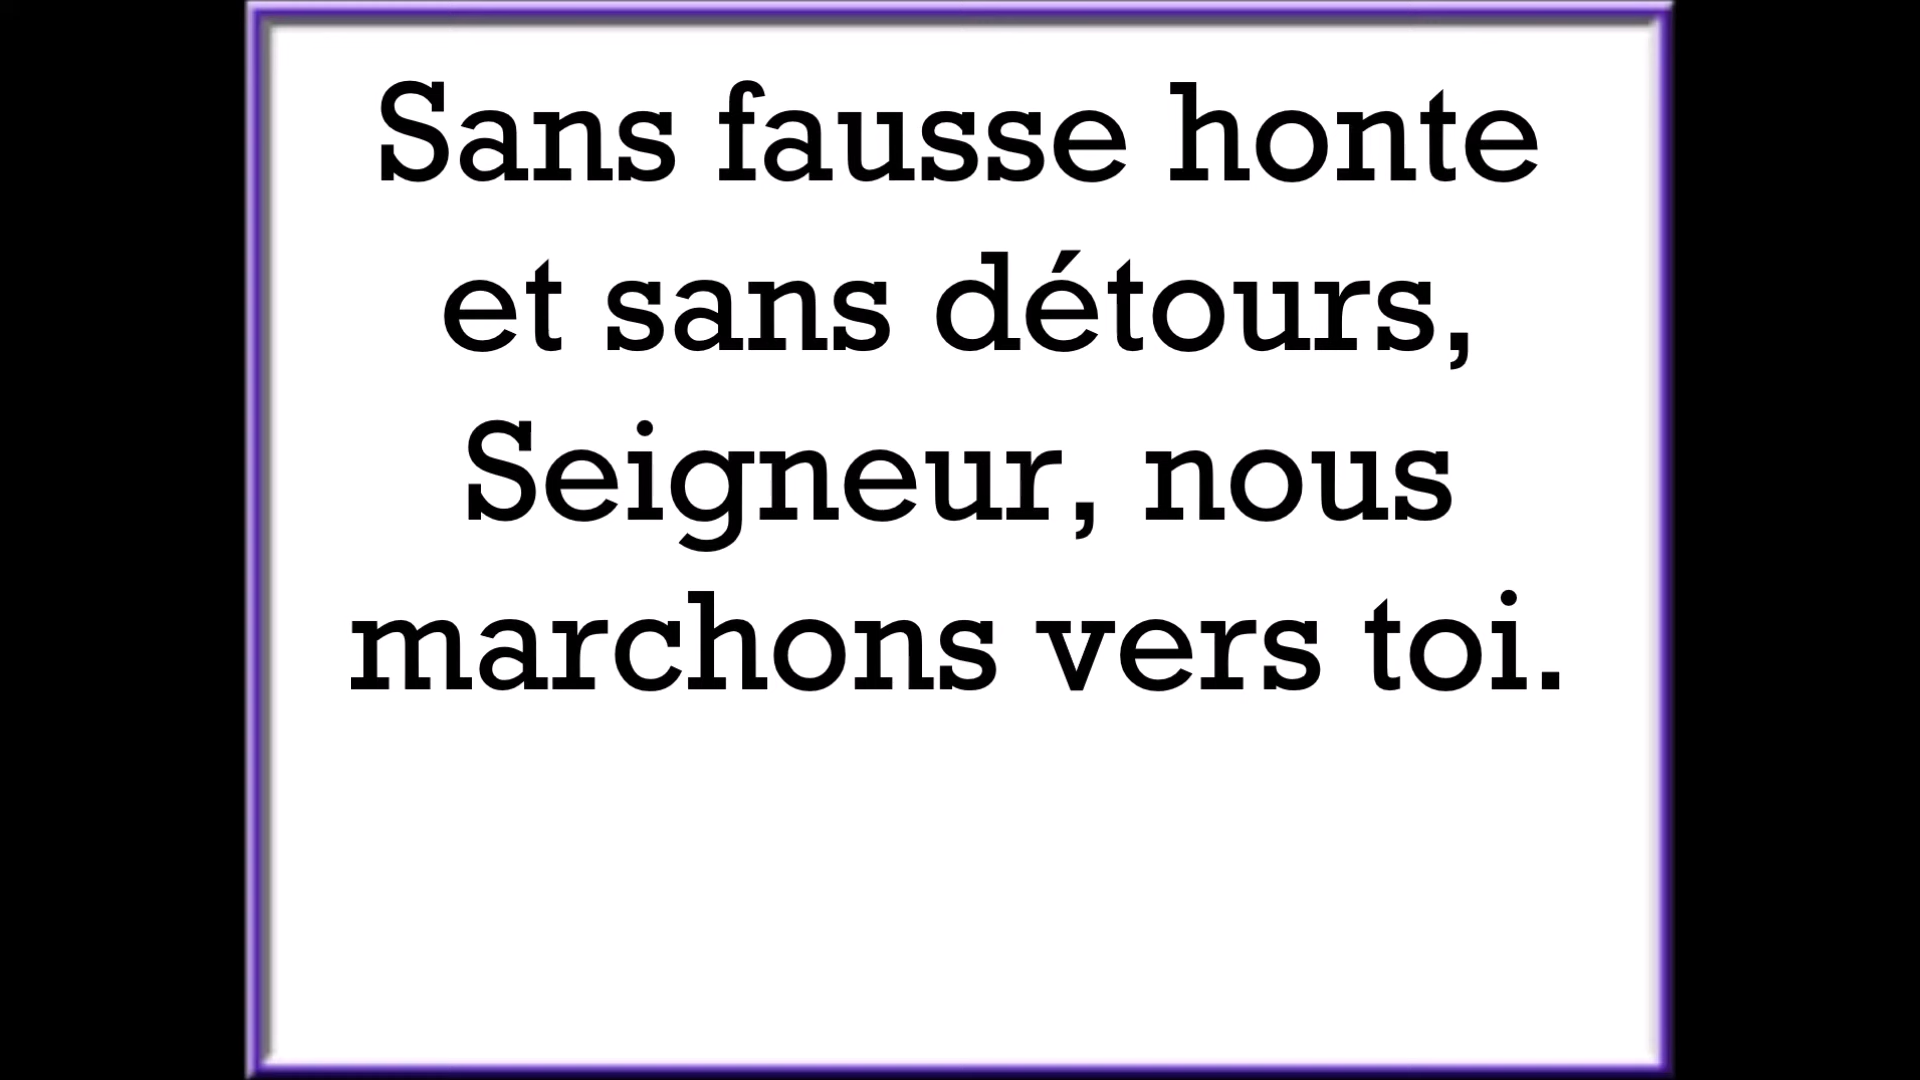 Sans fausse honte
et sans détours,
Seigneur, nous
marchons vers toi.